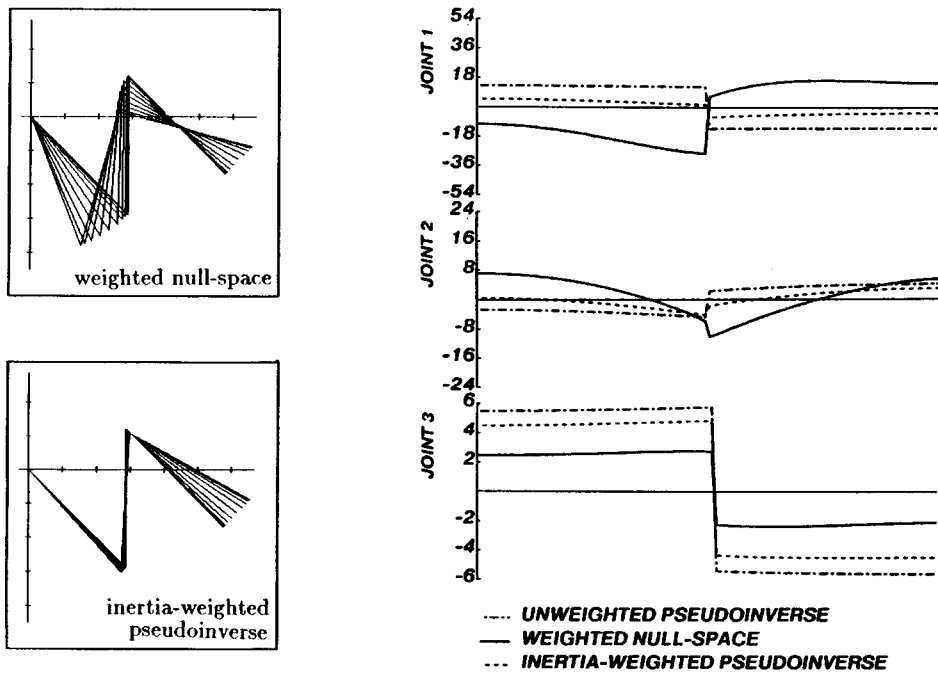 weighted null-space
inertia-weighted
pseudoinverse
JOINT 1
54
36
18
-18
-36
-54
JOINT 2
24
16
8
-8
-16
-24
JOINT 3
6
4
2
-2
-4
-6
UNWEIGHTED PSEUDOINVERSE
WEIGHTED NULL-SPACE
INERTIA-WEIGHTED PSEUDOINVERSE